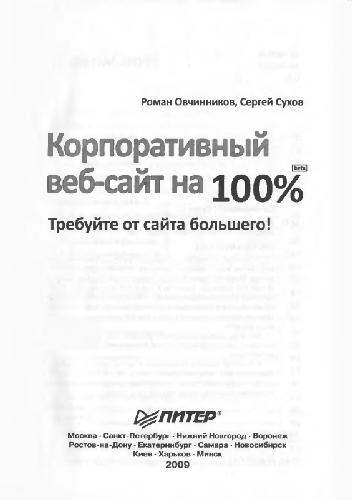 Роман Овчинников, Сергей Сухов
Корпоративный
beta
веб-сайт на 100%
Требуйте от сайта большего!
ПИТЕР®
Москва · Санкт-Петербург · Нижний Новгород · Воронеж
Ростов-на-Дону · Екатеринбург · Самара · Новосибирск
Киев · Харьков · Минск
2009